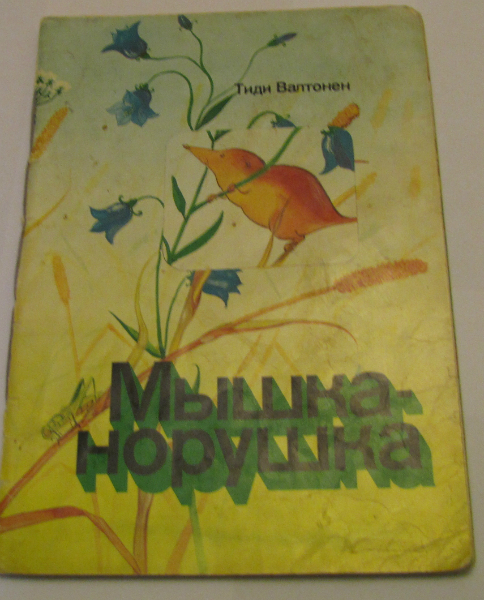 Тиди Валтонен
Мышка-
норушка